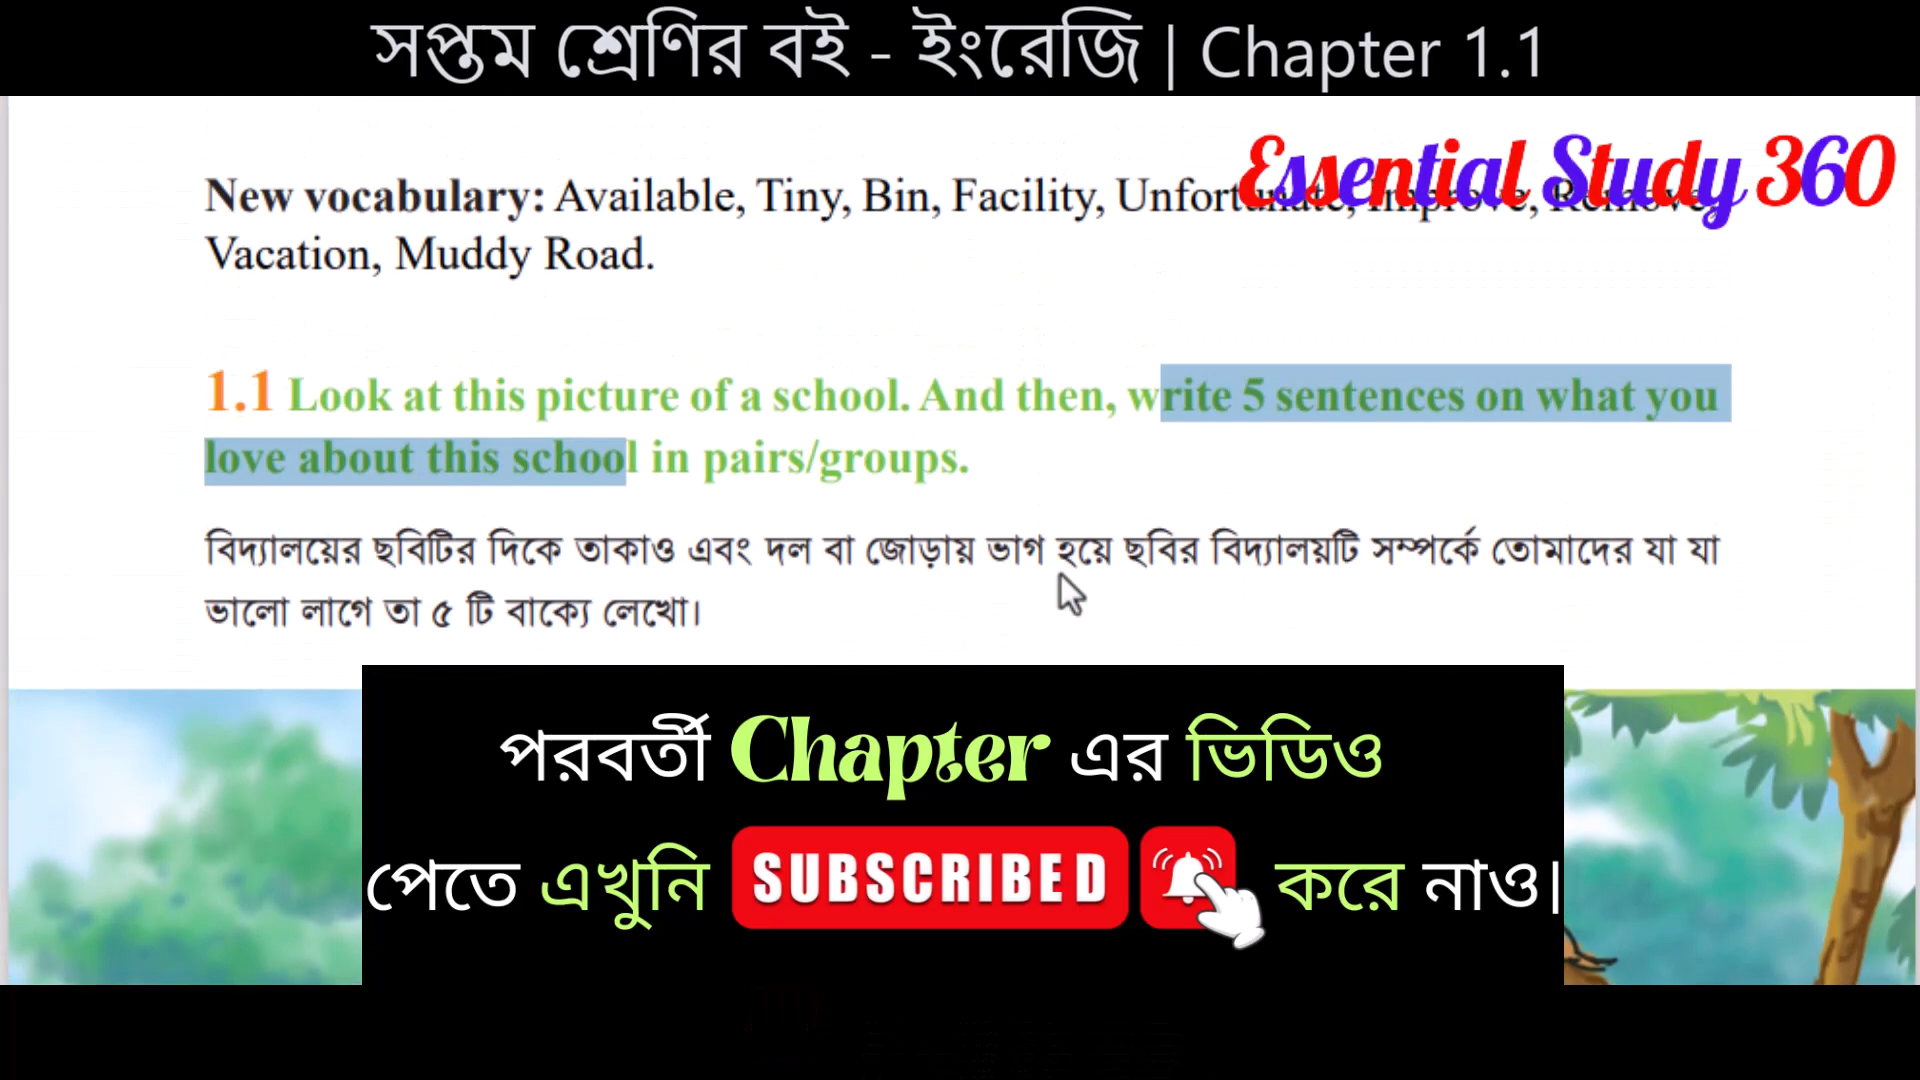 সপ্তম শ্রেণির বই - ইংরেজি | Chapter 1.1
Essential Study 360
New vocabulary: Available, Tiny, Bin, Facility, Unfortunate, Improve, Remove,
Vacation, Muddy Road.
1.1 Look at this picture of a school. And then, write 5 sentences on what you
love about this school in pairs/groups.
বিদ্যালয়ের ছবিটির দিকে তাকাও এবং দল বা জোড়ায় ভাগ হয়ে ছবির বিদ্যালয়টি সম্পর্কে তোমাদের যা যা
ভালো লাগে তা ৫ টি বাক্যে লেখো।
পরবর্তী Chapter এর ভিডিও
পেতে এখুনি SUBSCRIBED করে নাও।